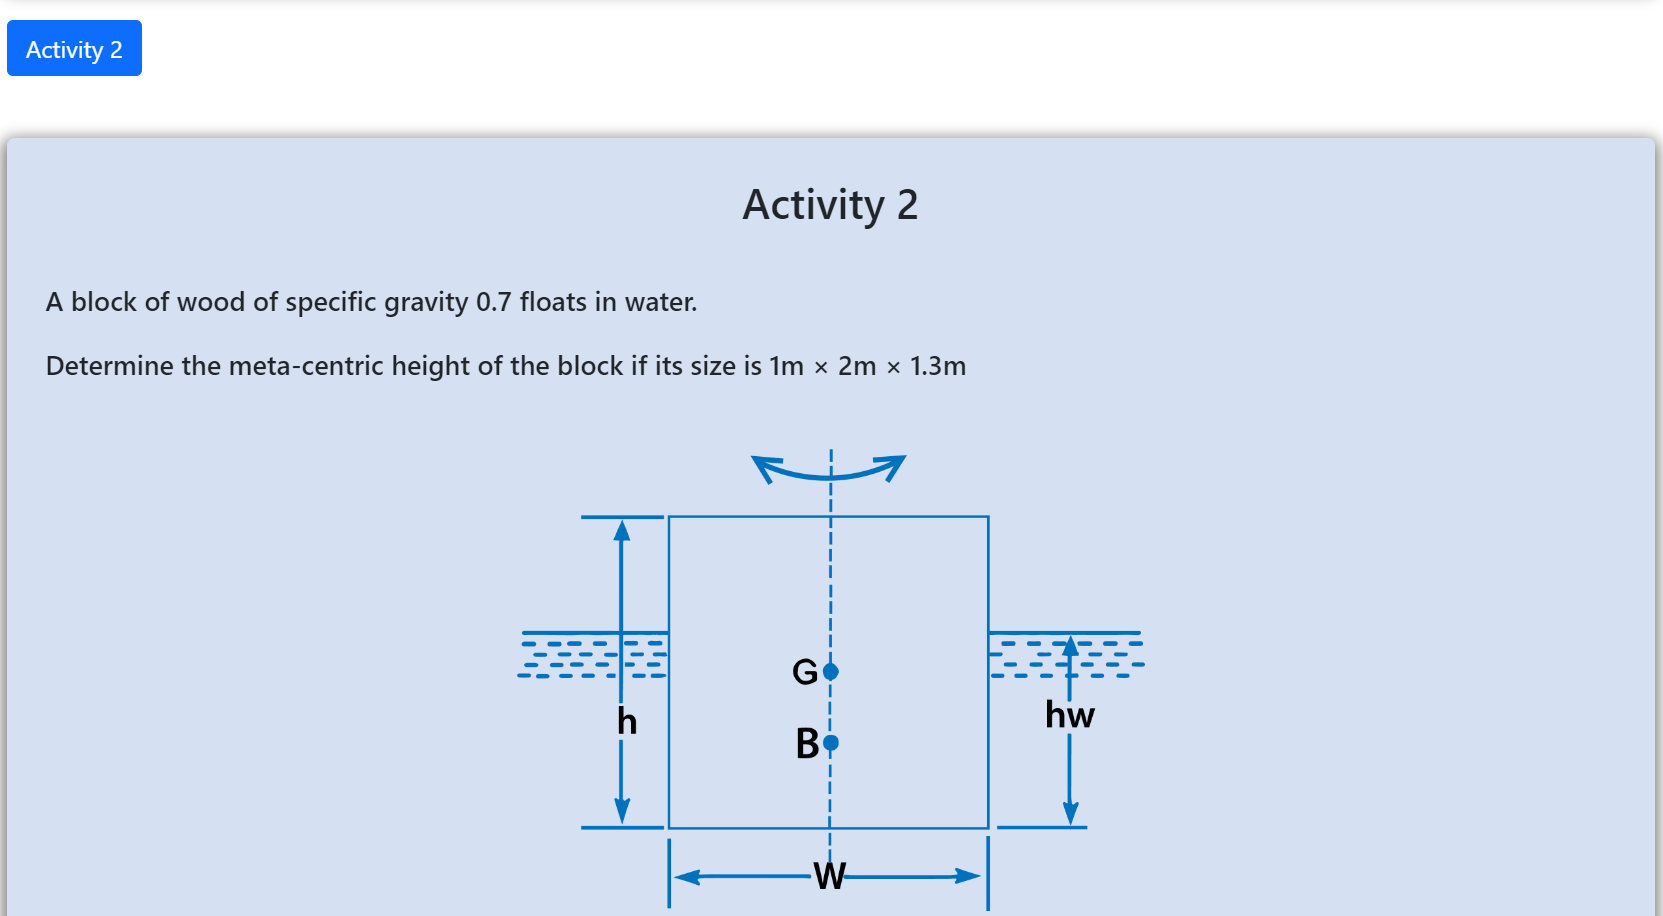 Activity 2
Activity 2
A block of wood of specific gravity 0.7 floats in water.
Determine the meta-centric height of the block if its size is 1m × 2m × 1.3m
G
h
hw
B
W